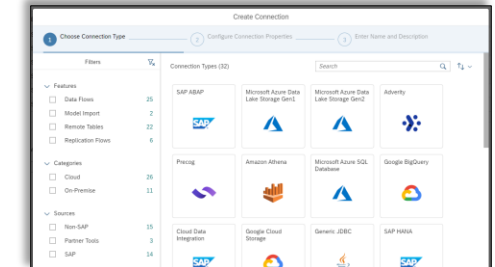 Create Connection
1 Choose Connection Type
2 Configure Connection Properties
3 Enter Name and Description
Filters
Connection Types (32)
Search
Features
Data Flows 25
Model Import 2
Remote Tables 22
Replication Flows 6
Categories
Cloud 26
On-Premise 11
Sources
Non-SAP 15
Partner Tools 3
SAP 14
SAP ABAP
SAP
Microsoft Azure Data
Lake Storage Gen1
Microsoft Azure Data
Lake Storage Gen2
Adverity
Precog
Amazon Athena
Microsoft Azure SQL
Database
Google BigQuery
Cloud Data
Integration
SAP
Google Cloud
Storage
Generic JDBC
SAP HANA
SAP